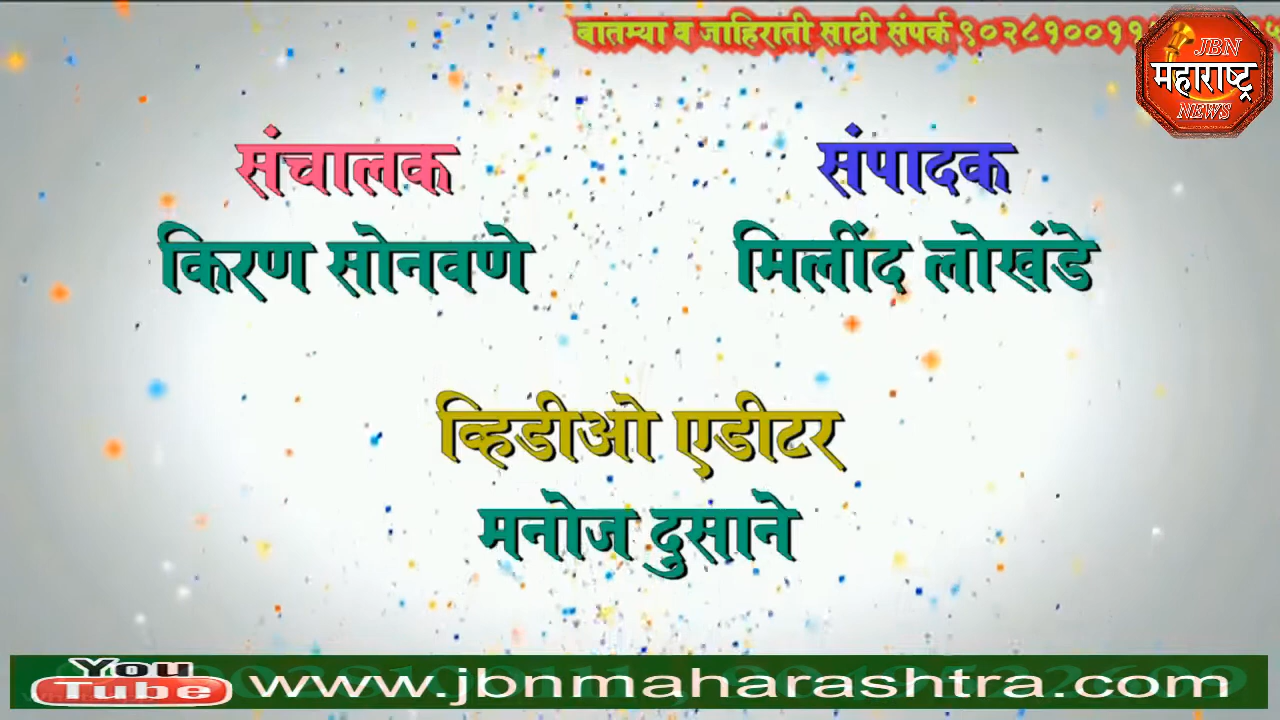 बातम्या व जाहिराती साठी संपर्क
JBN
महाराष्ट्र
NEWS
संचालक
किरण सोनवणे
संपादक
मिलींद लोखंडे
व्हिडीओ एडीटर
मनोज दुसाने
You
Tube
www.jbnmaharashtra.com